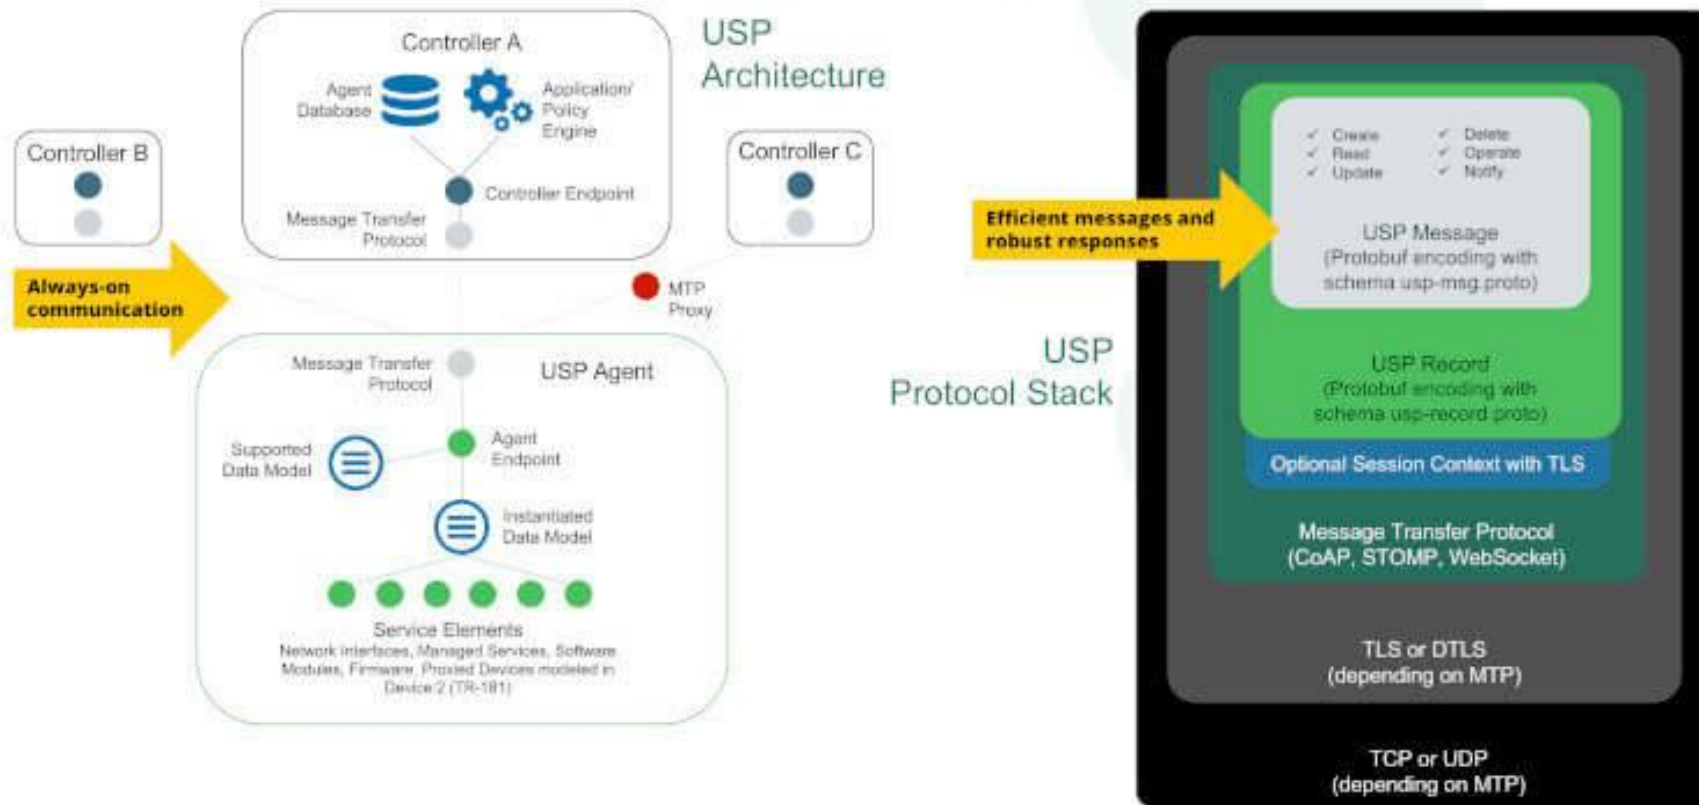 USP
Architecture
Controller A
Agent
Database
Application/
Policy
Engine
Controller Endpoint
Message Transfer
Protocol
Controller B
Controller C
Always-on
communication
MTP
Proxy
USP Agent
Message Transfer
Protocol
Agent
Endpoint
Supported
Data Model
Instantiated
Data Model
Service Elements
Network Interfaces, Managed Services, Software
Modules, Firmware, Proxied Devices modeled in
Device:2 (TR-181)
USP
Protocol Stack
Efficient messages and
robust responses
✓ Create
✓ Read
✓ Update
✓ Delete
✓ Operate
✓ Notify
USP Message
(Protobuf encoding with
schema usp-msg.proto)
USP Record
(Protobuf encoding with
schema usp-record.proto)
Optional Session Context with TLS
Message Transfer Protocol
(CoAP, STOMP, WebSocket)
TLS or DTLS
(depending on MTP)
TCP or UDP
(depending on MTP)